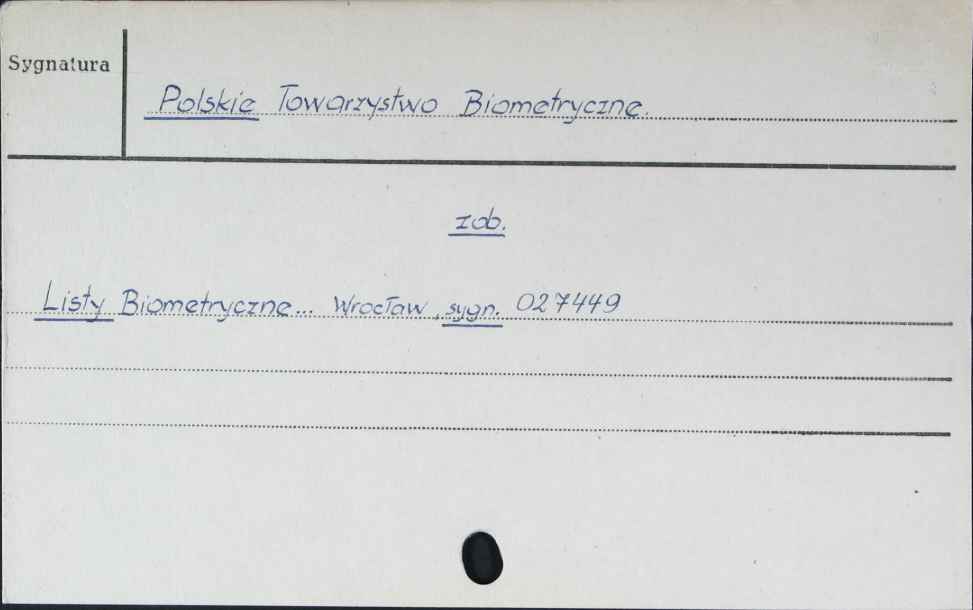 Sygnatura
Polskie Towarzystwo Biometryczne.
zob.
Listy Biometryczne... Wrocław, sygn. 027449